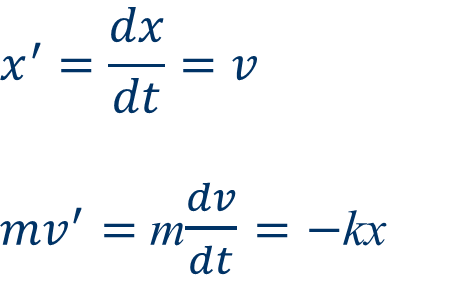 x′ = dx/dt = v
mv′ = m dv/dt = −kx